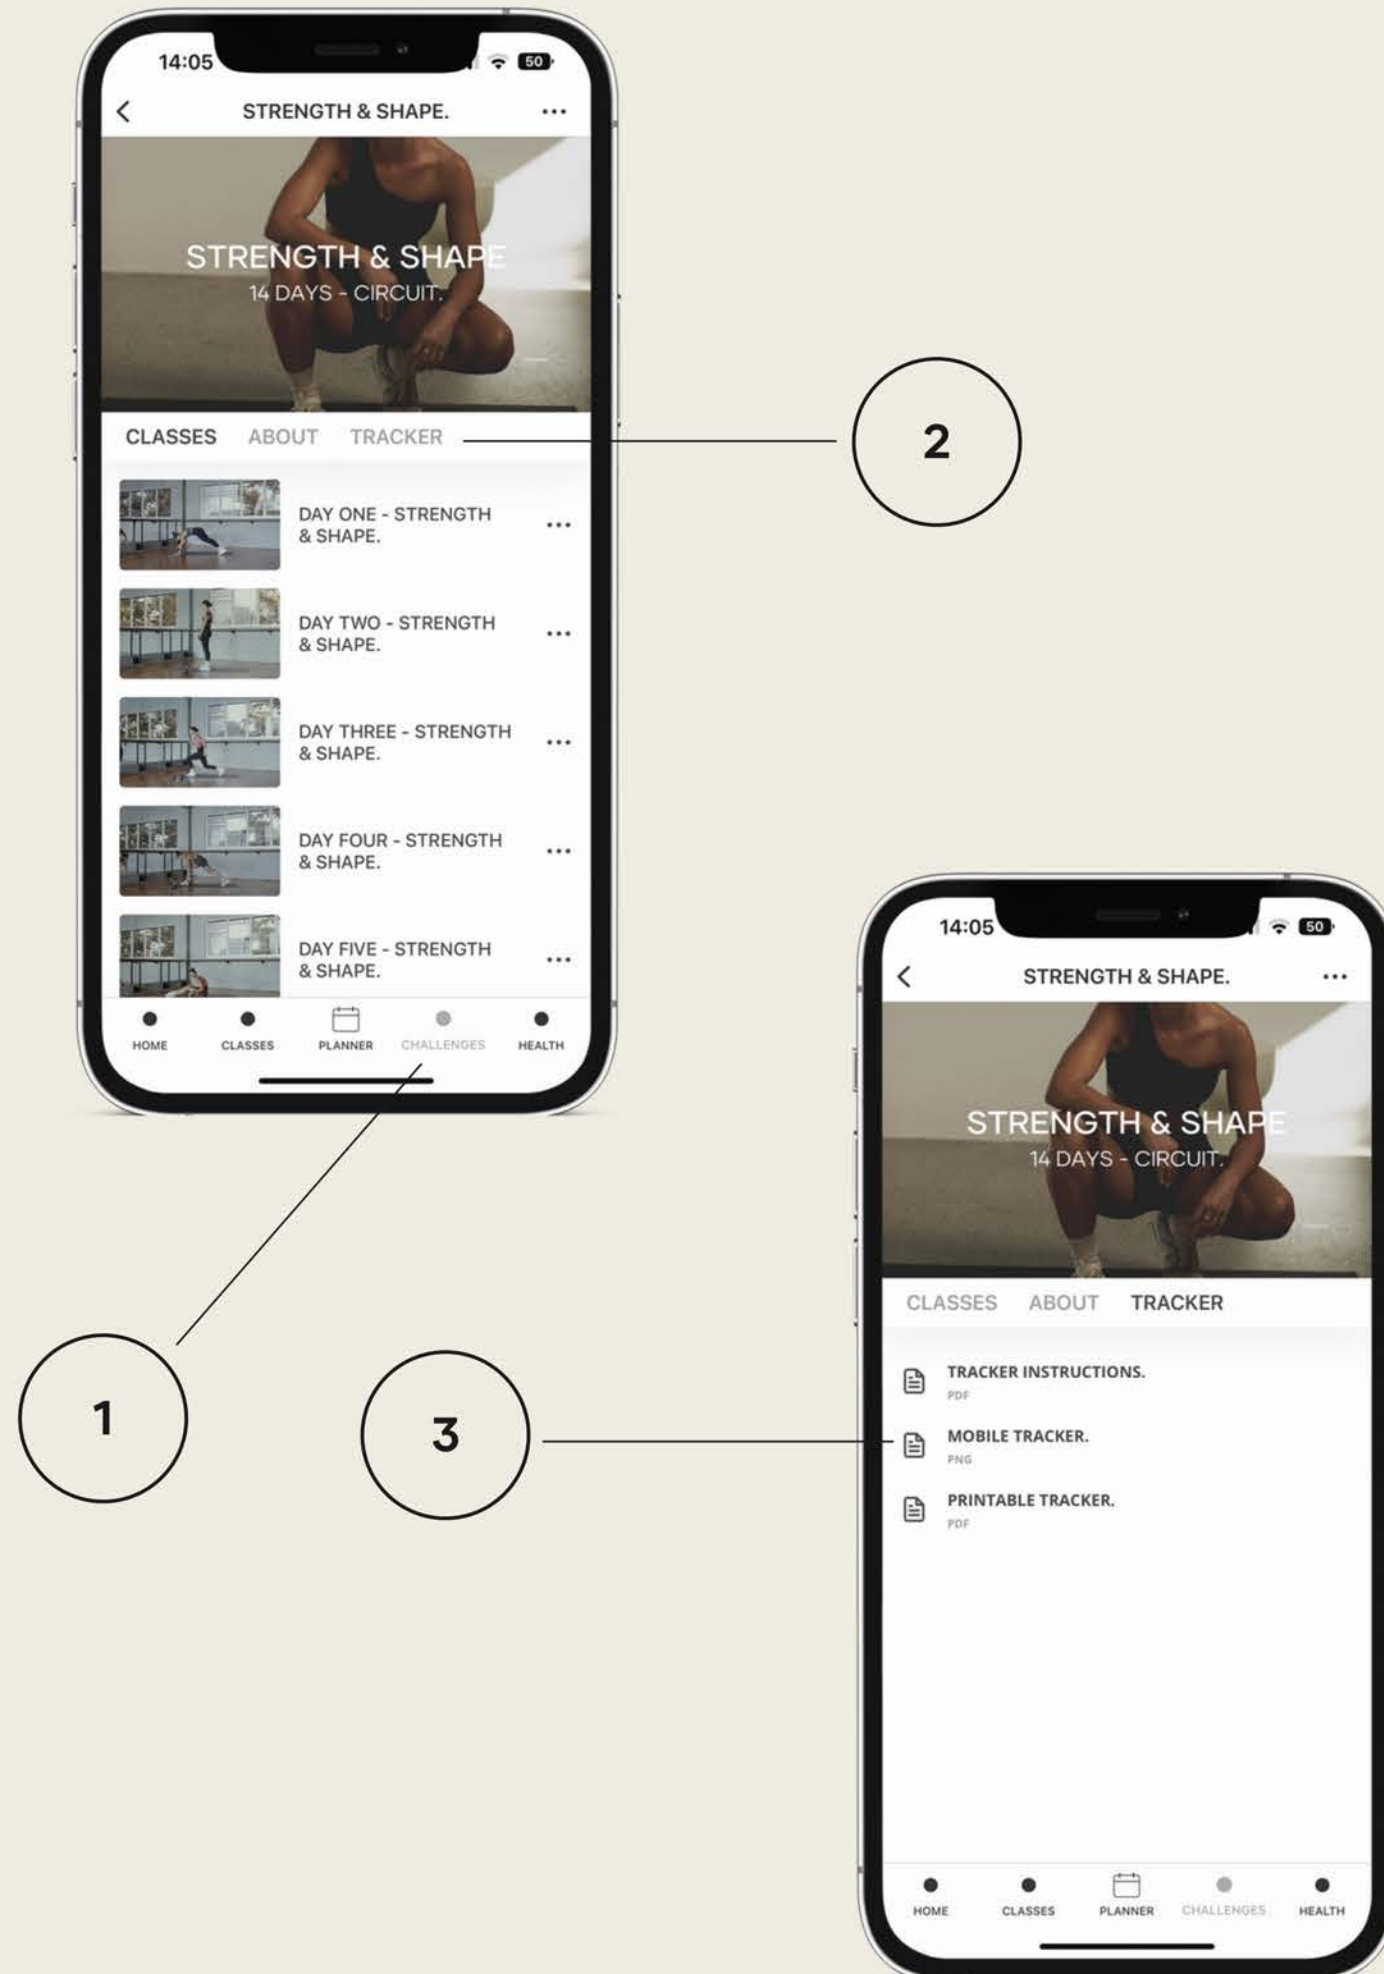 14:05
50
STRENGTH & SHAPE.
STRENGTH & SHAPE
14 DAYS - CIRCUIT.
CLASSES ABOUT TRACKER
2
DAY ONE - STRENGTH
& SHAPE.
DAY TWO - STRENGTH
& SHAPE.
DAY THREE - STRENGTH
& SHAPE.
DAY FOUR - STRENGTH
& SHAPE.
DAY FIVE - STRENGTH
& SHAPE.
HOME CLASSES PLANNER CHALLENGES HEALTH
1
3
14:05
50
STRENGTH & SHAPE.
STRENGTH & SHAPE
14 DAYS - CIRCUIT.
CLASSES ABOUT TRACKER
TRACKER INSTRUCTIONS.
PDF
MOBILE TRACKER.
PNG
PRINTABLE TRACKER.
PDF
HOME CLASSES PLANNER CHALLENGES HEALTH